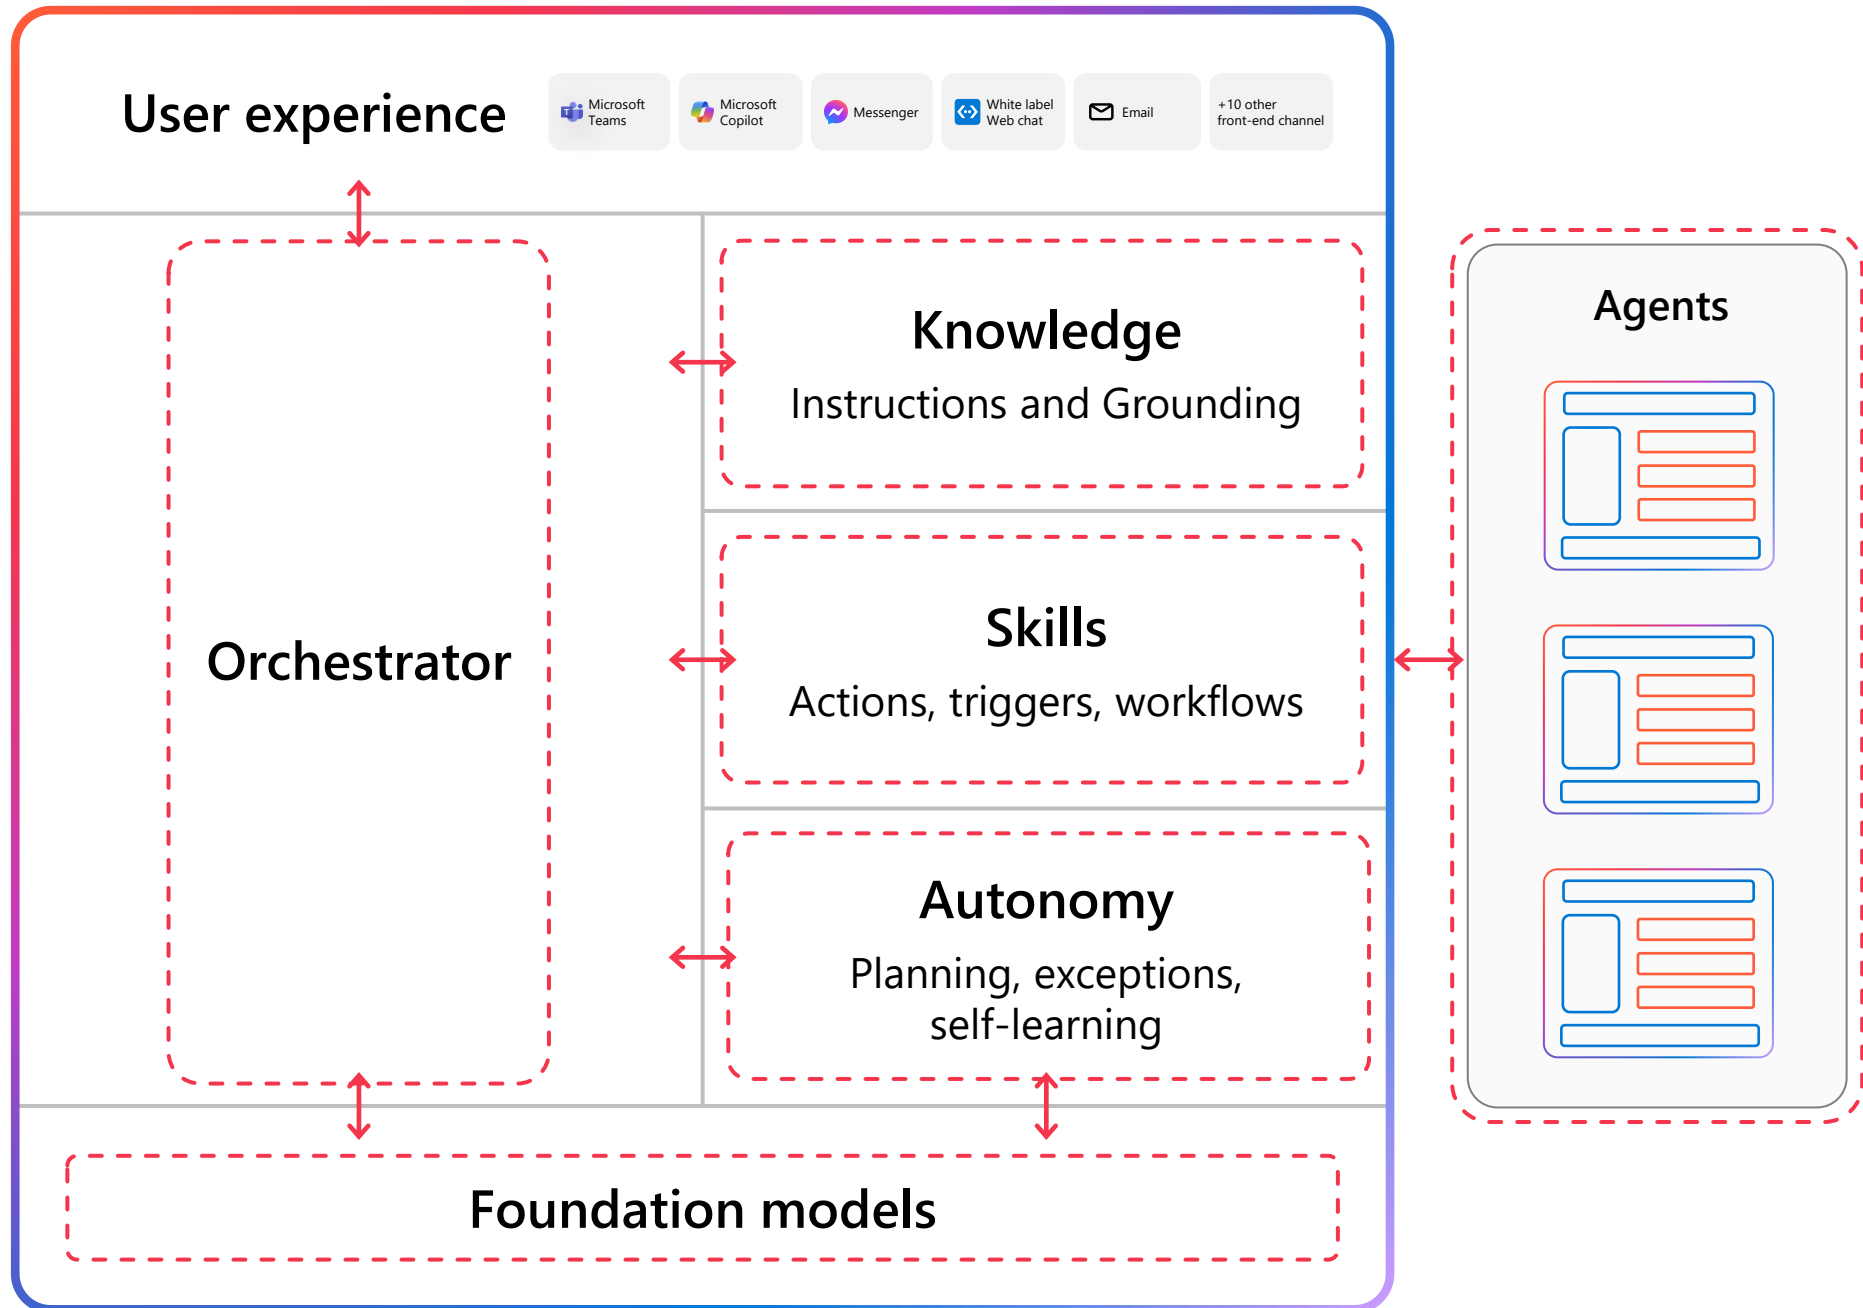 User experience
Microsoft
Teams
Microsoft
Copilot
Messenger
White label
Web chat
Email
+10 other
front-end channel
Orchestrator
Knowledge
Instructions and Grounding
Skills
Actions, triggers, workflows
Autonomy
Planning, exceptions,
self-learning
Foundation models
Agents